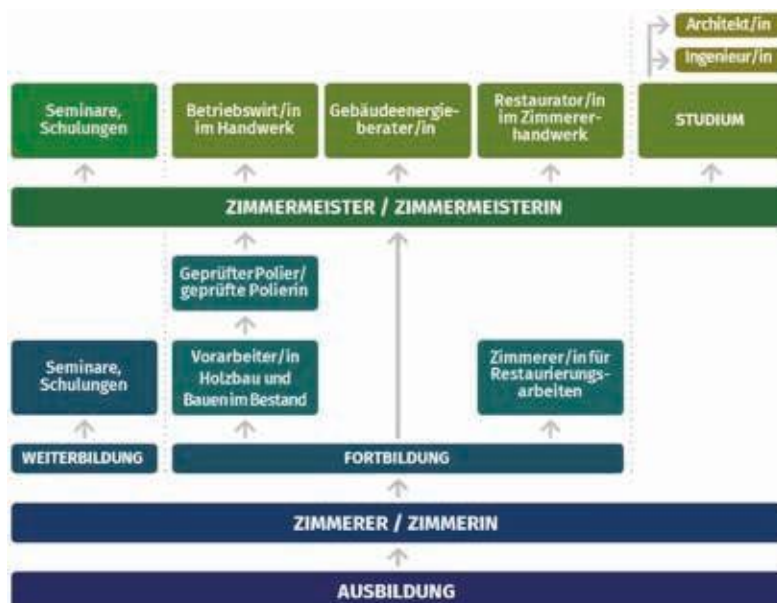 Architekt/in
Ingenieur/in
Seminare,
Schulungen
Betriebswirt/in
im Handwerk
Gebäudeenergie-
berater/in
Restaurator/in
im Zimmerer-
handwerk
STUDIUM
ZIMMERMEISTER / ZIMMERMEISTERIN
Geprüfter Polier/
geprüfte Polierin
Seminare,
Schulungen
Vorarbeiter/in
Holzbau und
Bauen im Bestand
Zimmerer/in für
Restaurierungs-
arbeiten
WEITERBILDUNG
FORTBILDUNG
ZIMMERER / ZIMMERIN
AUSBILDUNG